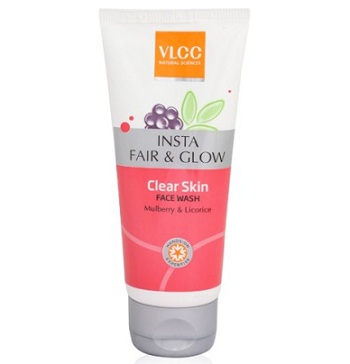 VLCC
NATURAL SCIENCES
INSTA
FAIR & GLOW
Clear Skin
FACE WASH
Mulberry & Licorice